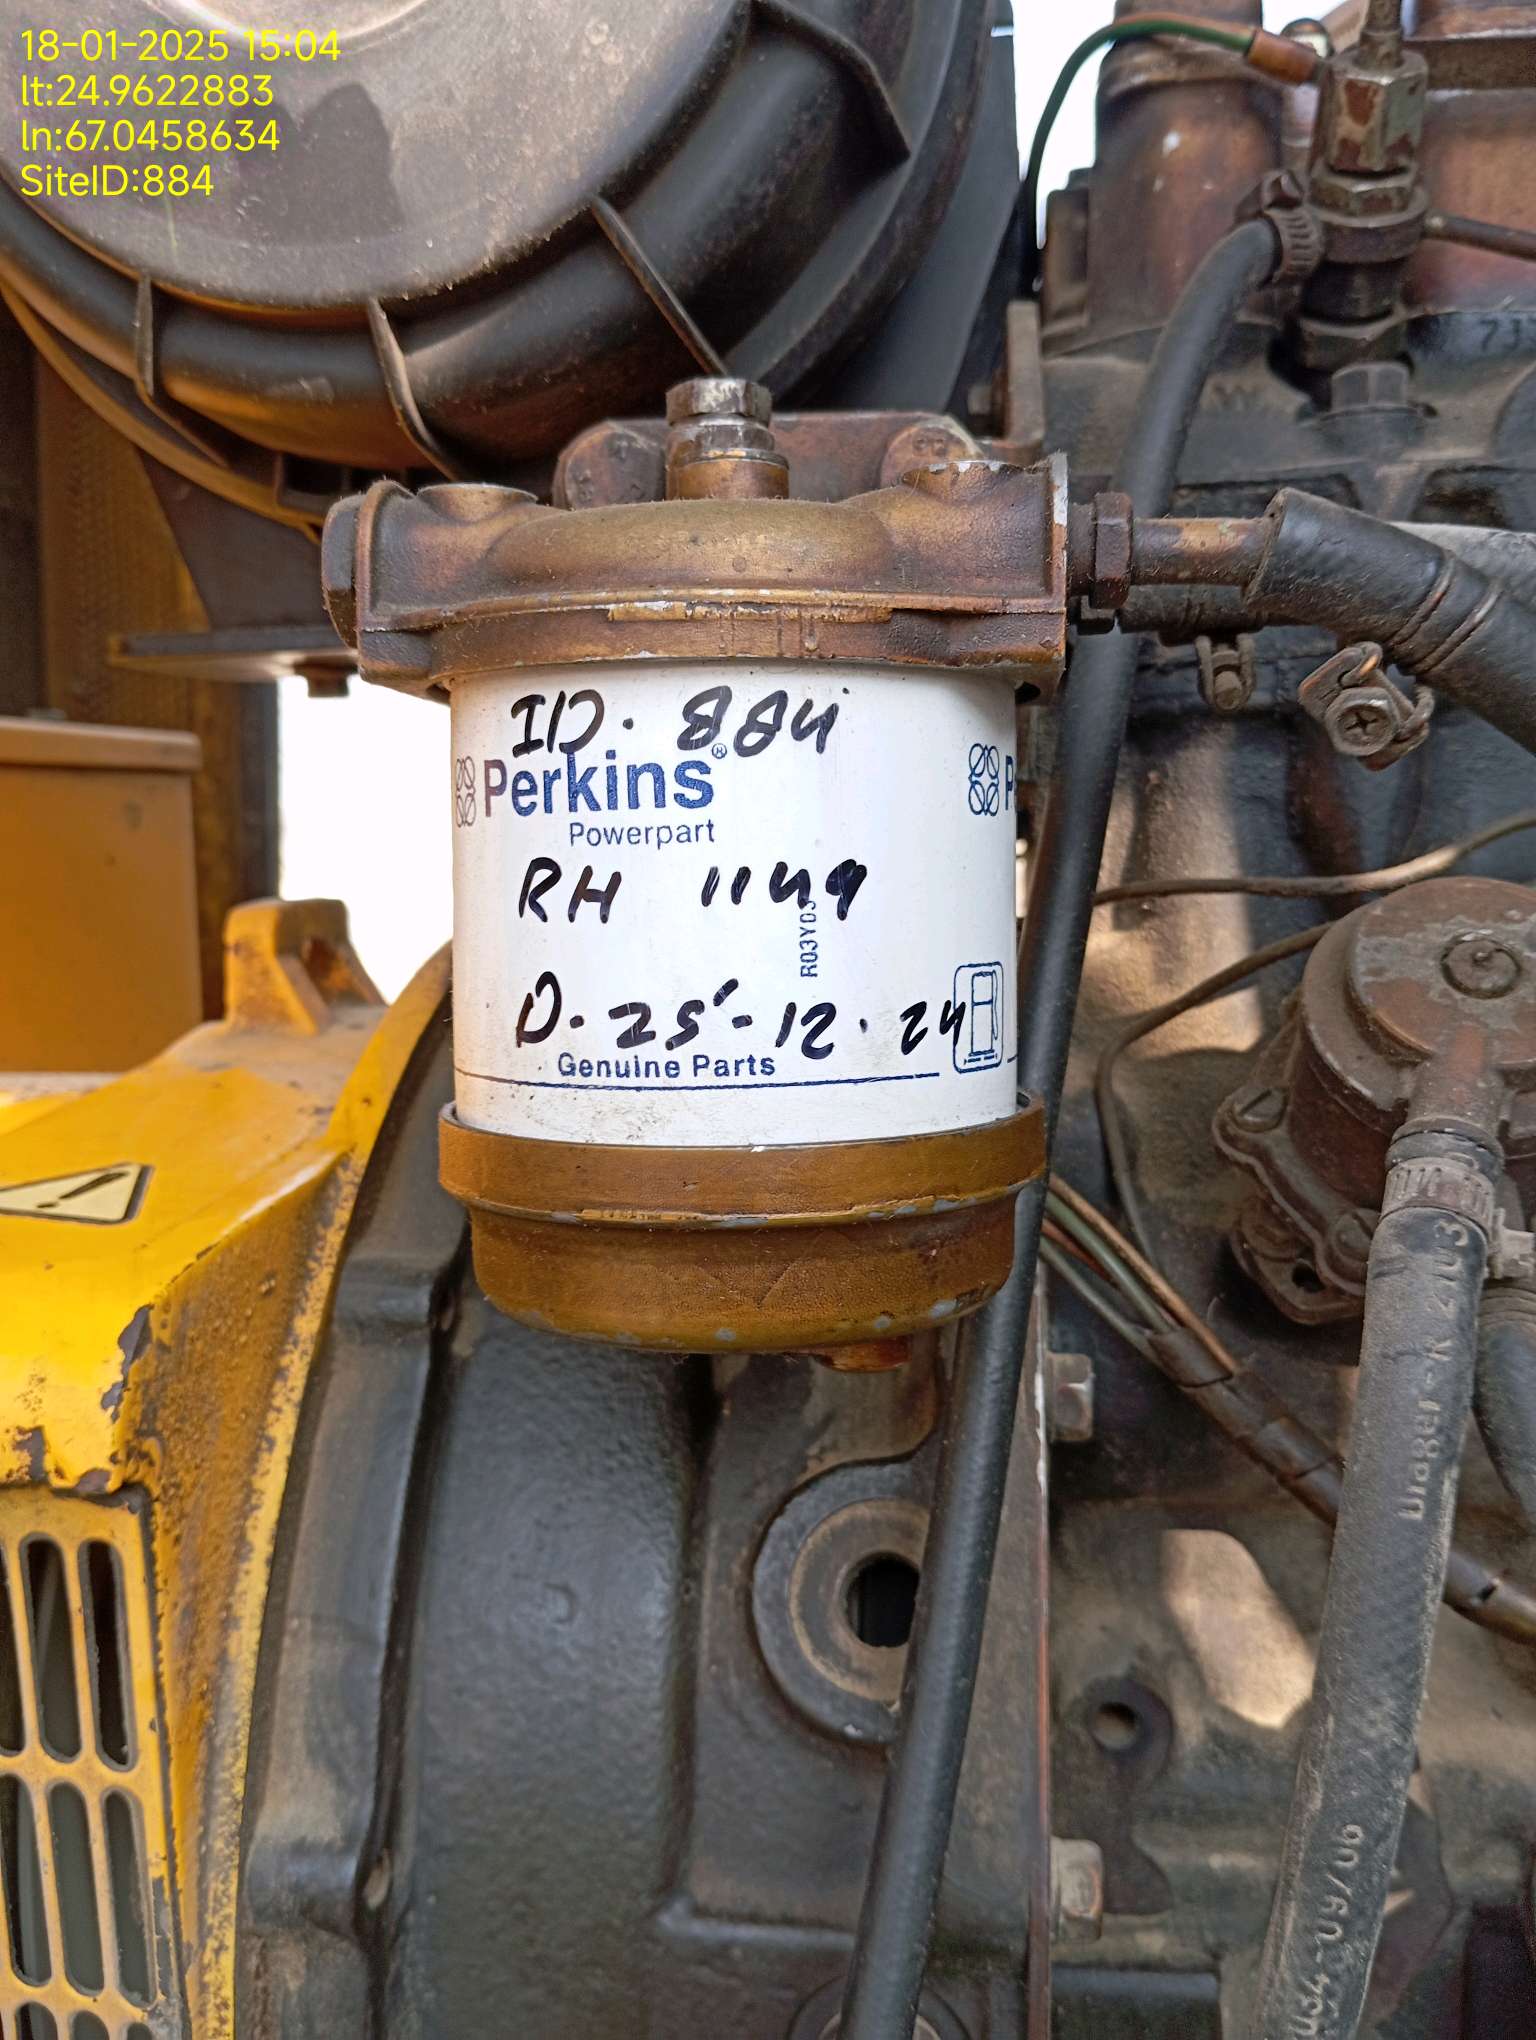 18-01-2025 15:04
lt:24.9622883
ln:67.0458634
SiteID:884
ID. 884
Perkins®
Powerpart
RH 1149
R03Y03
D. 25-12.24
Genuine Parts